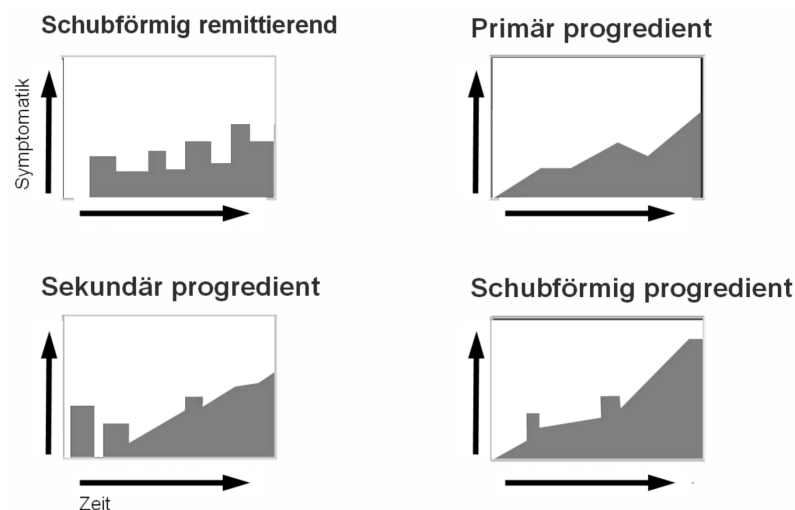 Schubförmig remittierend
Primär progredient
Symptomatik
Sekundär progredient
Schubförmig progredient
Zeit